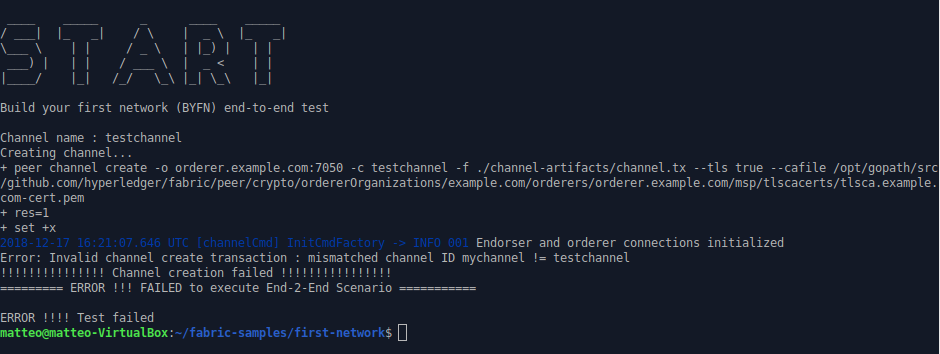 START
Build your first network (BYFN) end-to-end test
Channel name : testchannel
Creating channel...
+ peer channel create -o orderer.example.com:7050 -c testchannel -f ./channel-artifacts/channel.tx --tls true --cafile /opt/gopath/src
/github.com/hyperledger/fabric/peer/crypto/ordererOrganizations/example.com/orderers/orderer.example.com/msp/tlscacerts/tlsca.example.
com-cert.pem
+ res=1
+ set +x
2018-12-17 16:21:07.646 UTC [channelCmd] InitCmdFactory -> INFO 001 Endorser and orderer connections initialized
Error: Invalid channel create transaction : mismatched channel ID mychannel != testchannel
!!!!!!!!!!!!!!! Channel creation failed !!!!!!!!!!!!!!!!
========= ERROR !!! FAILED to execute End-2-End Scenario ===========
ERROR !!!! Test failed
matteo@matteo-VirtualBox:~/fabric-samples/first-network$